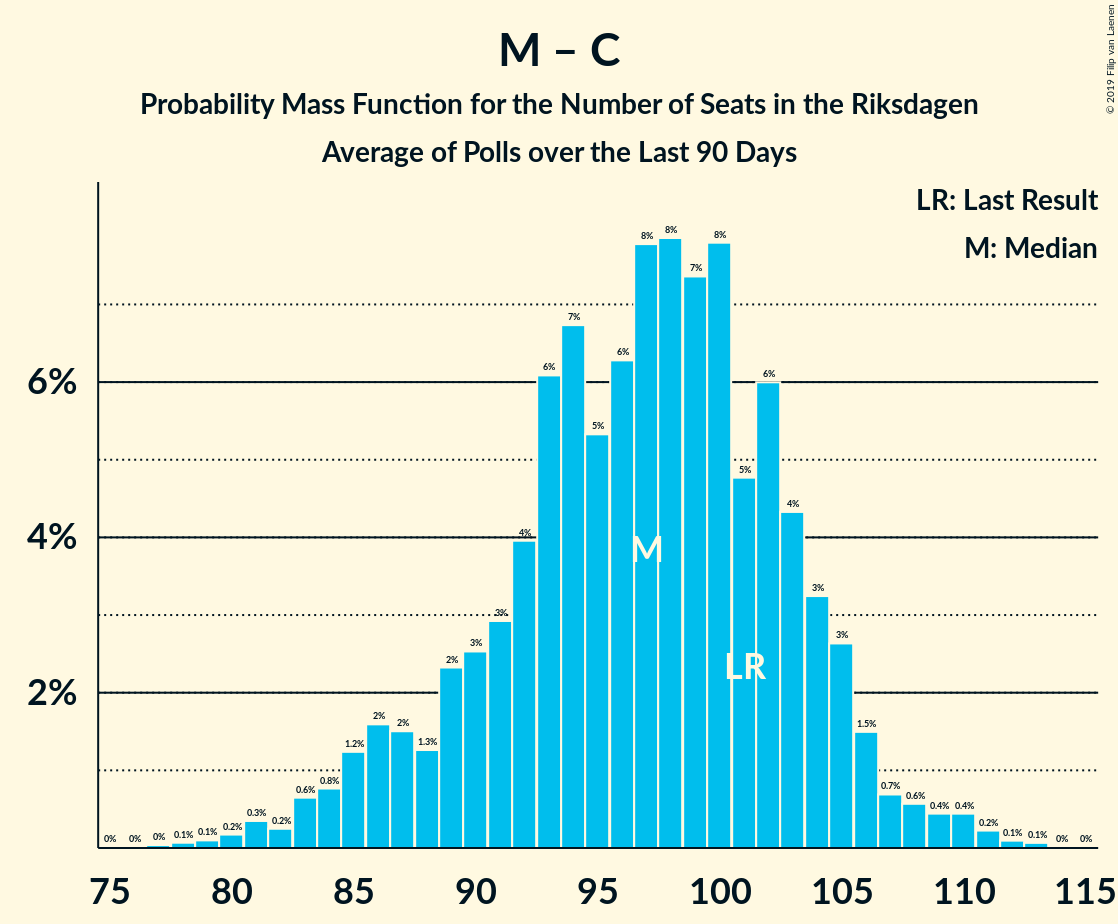 M – C
Probability Mass Function for the Number of Seats in the Riksdagen
Average of Polls over the Last 90 Days
© 2019 Filip van Laenen
LR: Last Result
M: Median
6%
4%
2%
0% 0% 0% 0.1% 0.1% 0.2% 0.3% 0.2% 0.6% 0.8% 1.2% 2% 2% 1.3% 2% 3% 3% 4% 6% 7% 5% 6% 8% 8% 7% 8% 5% 6% 4% 3% 3% 1.5% 0.7% 0.6% 0.4% 0.4% 0.2% 0.1% 0.1% 0% 0%
M
LR
75 80 85 90 95 100 105 110 115